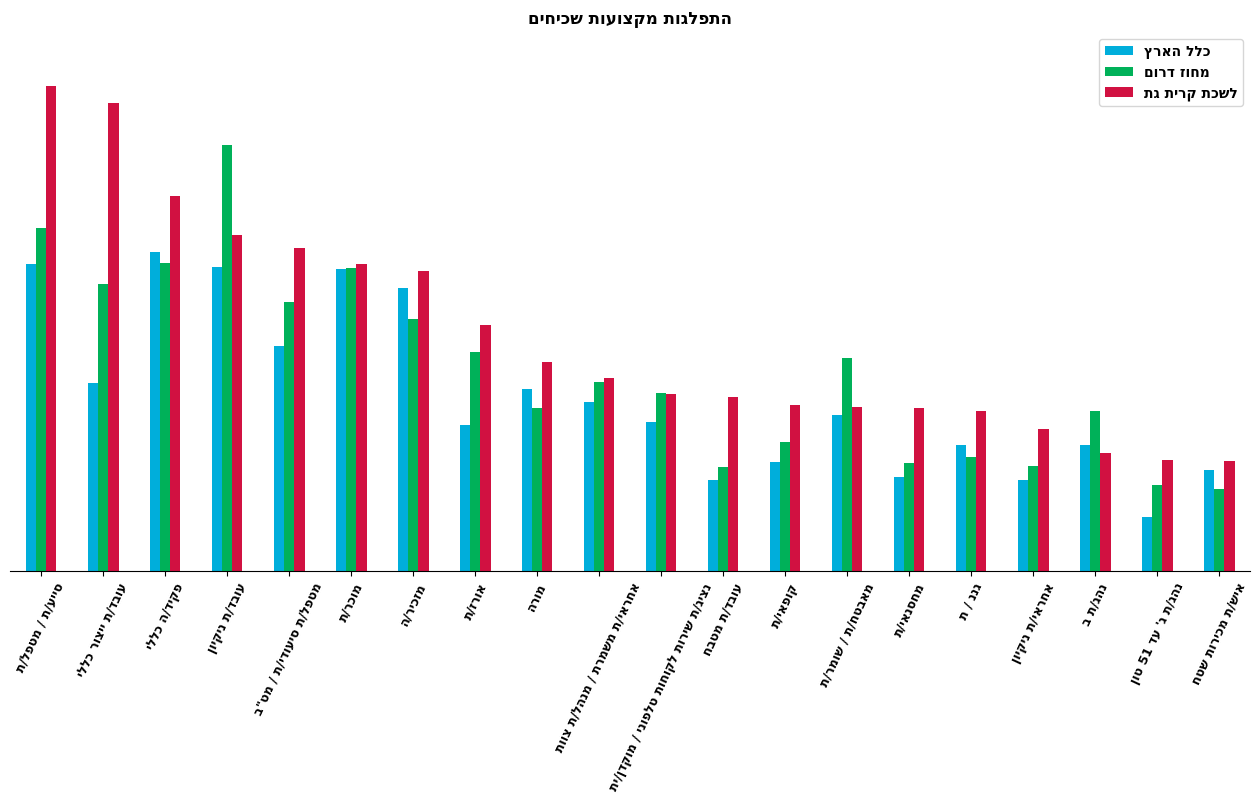 התפלגות מקצועות שכיחים
כלל הארץ
מחוז דרום
לשכת קרית גת
סייע/ת / מטפל/ת
עובד/ת ייצור כללי
פקיד/ה כללי
עובד/ת ניקיון
מטפל/ת סיעודי/ת / מט"ב
מוכר/ת
מזכיר/ה
אורז/ת
מורה
אחראי/ת משמרת / מנהל/ת צוות
נציג/ת שירות לקוחות טלפוני / מוקדן/ית
עובד/ת מטבח
קופאי/ת
מאבטח/ת / שומר/ת
מחסנאי/ת
גנן / ת
אחראי/ת ניקיון
נהג/ת ב
נהג/ת ג' עד 51 טון
איש/ת מכירות שטח